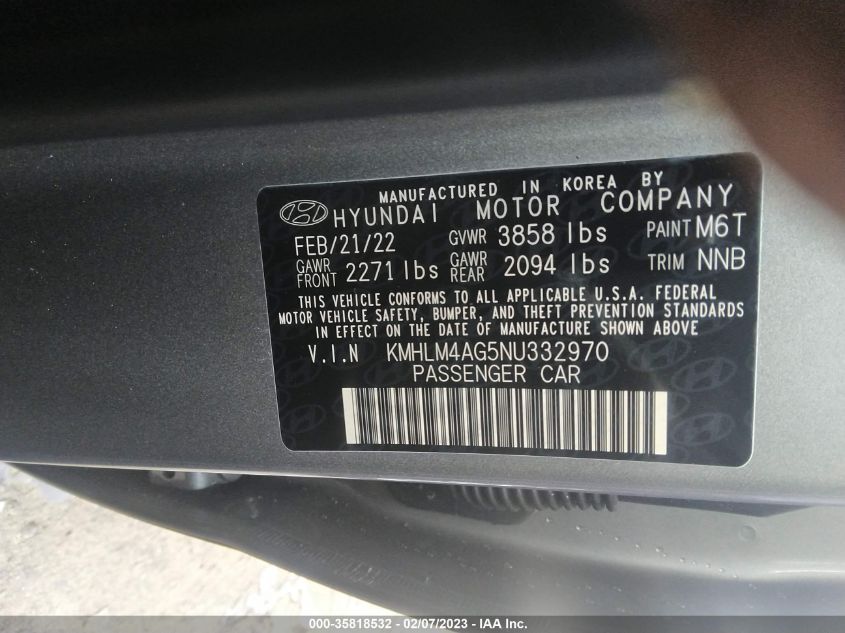 MANUFACTURED IN KOREA BY
HYUNDAI MOTOR COMPANY
FEB/21/22 GVWR 3858 lbs PAINT M6T
GAWR FRONT 2271 lbs GAWR REAR 2094 lbs TRIM NNB
THIS VEHICLE CONFORMS TO ALL APPLICABLE U.S.A. FEDERAL
MOTOR VEHICLE SAFETY, BUMPER, AND THEFT PREVENTION STANDARDS
IN EFFECT ON THE DATE OF MANUFACTURE SHOWN ABOVE
V.I.N KMHLM4AG5NU332970
PASSENGER CAR
000-35818532 - 02/07/2023 - © IAA Inc.